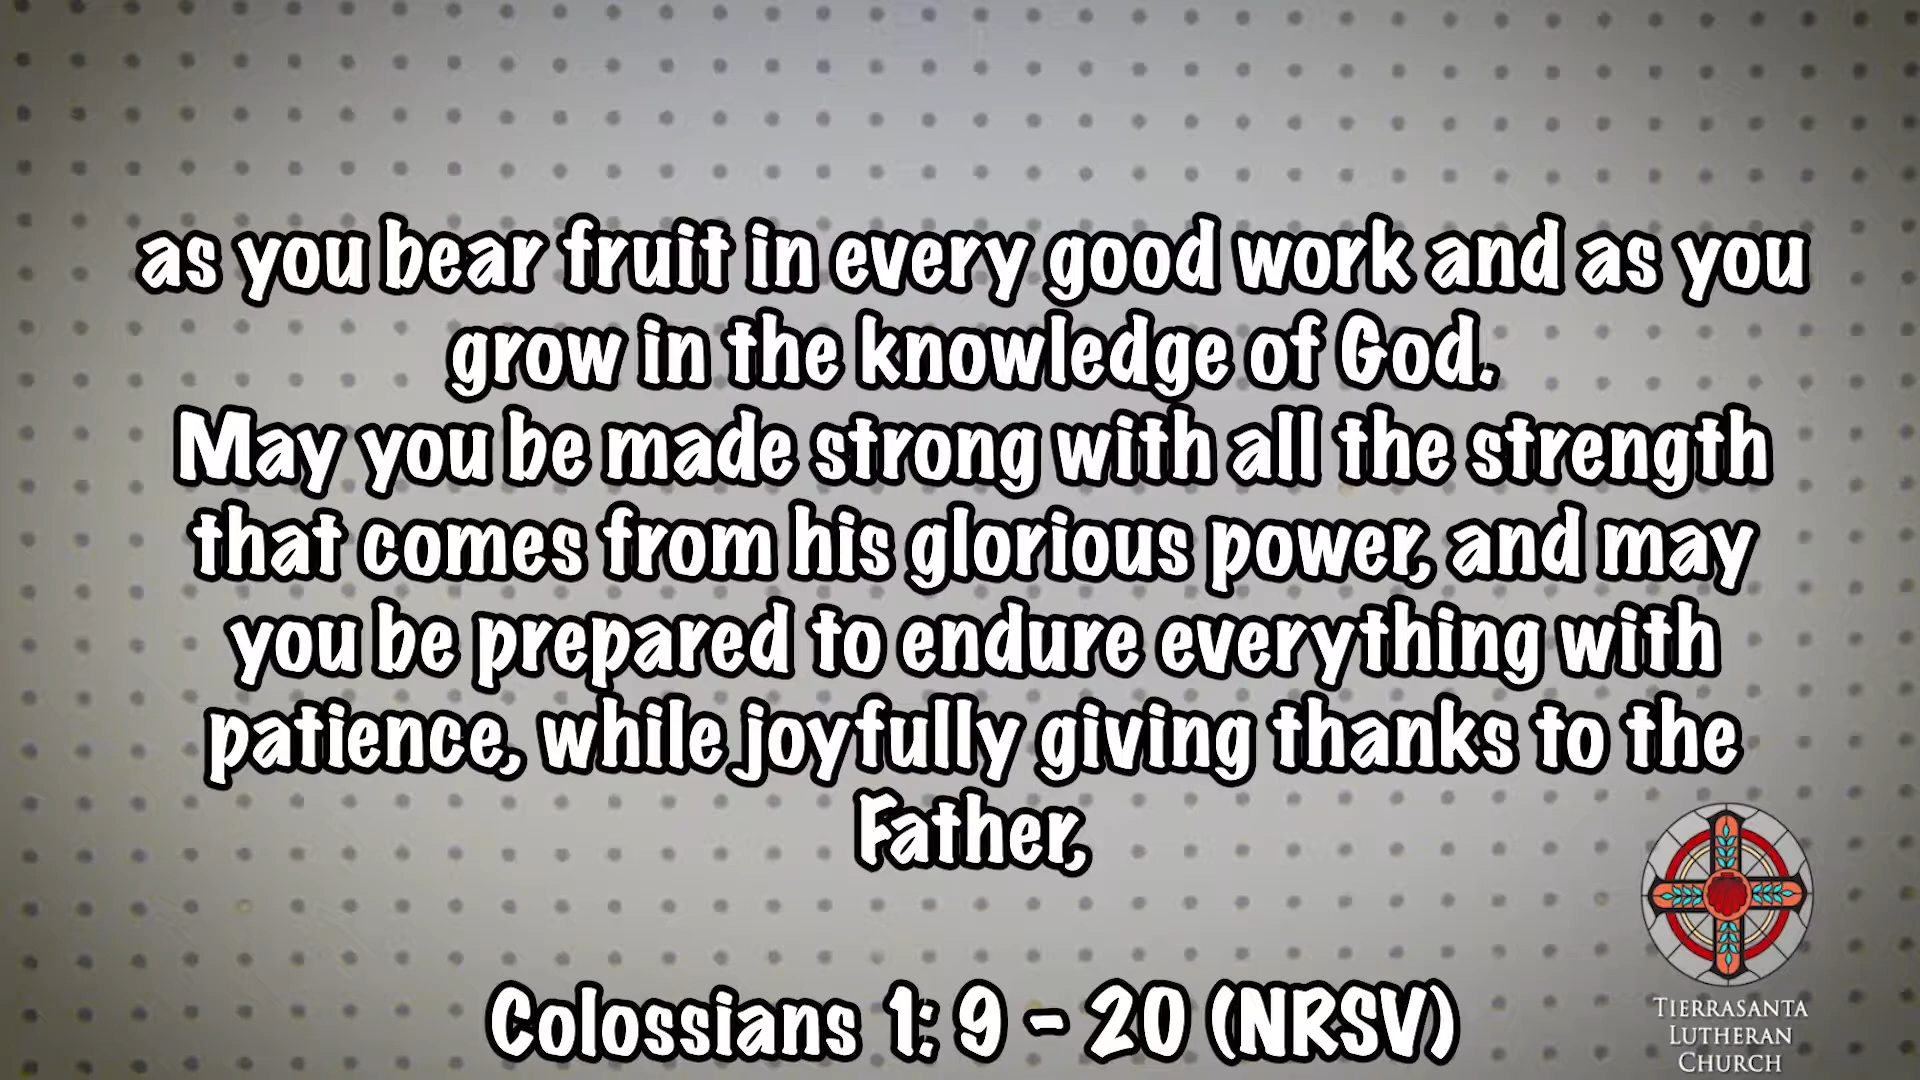 as you bear fruit in every good work and as you
grow in the knowledge of God.
May you be made strong with all the strength
that comes from his glorious power, and may
you be prepared to endure everything with
patience, while joyfully giving thanks to the
Father,
Colossians 1: 9 - 20 (NRSV)
TIERRASANTA
LUTHERAN
CHURCH